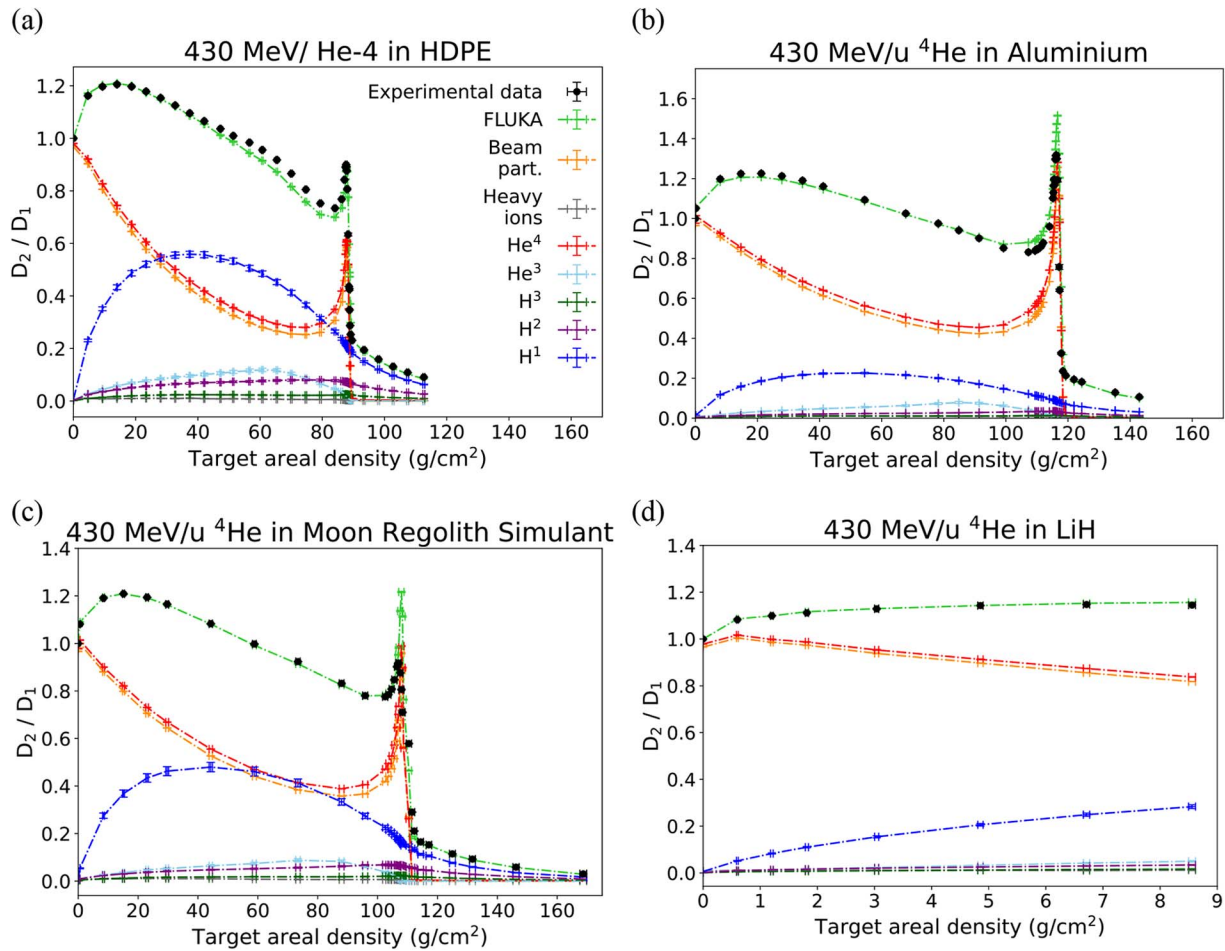 (a)
430 MeV/ He-4 in HDPE
D₂ / D₁
1.2
1.0
0.8
0.6
0.4
0.2
0.0
Experimental data
FLUKA
Beam
part.
Heavy
ions
He⁴
He³
H³
H²
H¹
0 20 40 60 80 100 120 140 160
Target areal density (g/cm²)
(b)
430 MeV/u ⁴He in Aluminium
D₂ / D₁
1.6
1.4
1.2
1.0
0.8
0.6
0.4
0.2
0.0
0 20 40 60 80 100 120 140 160
Target areal density (g/cm²)
(c)
430 MeV/u ⁴He in Moon Regolith Simulant
D₂ / D₁
1.4
1.2
1.0
0.8
0.6
0.4
0.2
0.0
0 20 40 60 80 100 120 140 160
Target areal density (g/cm²)
(d)
430 MeV/u ⁴He in LiH
D₂ / D₁
1.4
1.2
1.0
0.8
0.6
0.4
0.2
0.0
0 1 2 3 4 5 6 7 8 9
Target areal density (g/cm²)